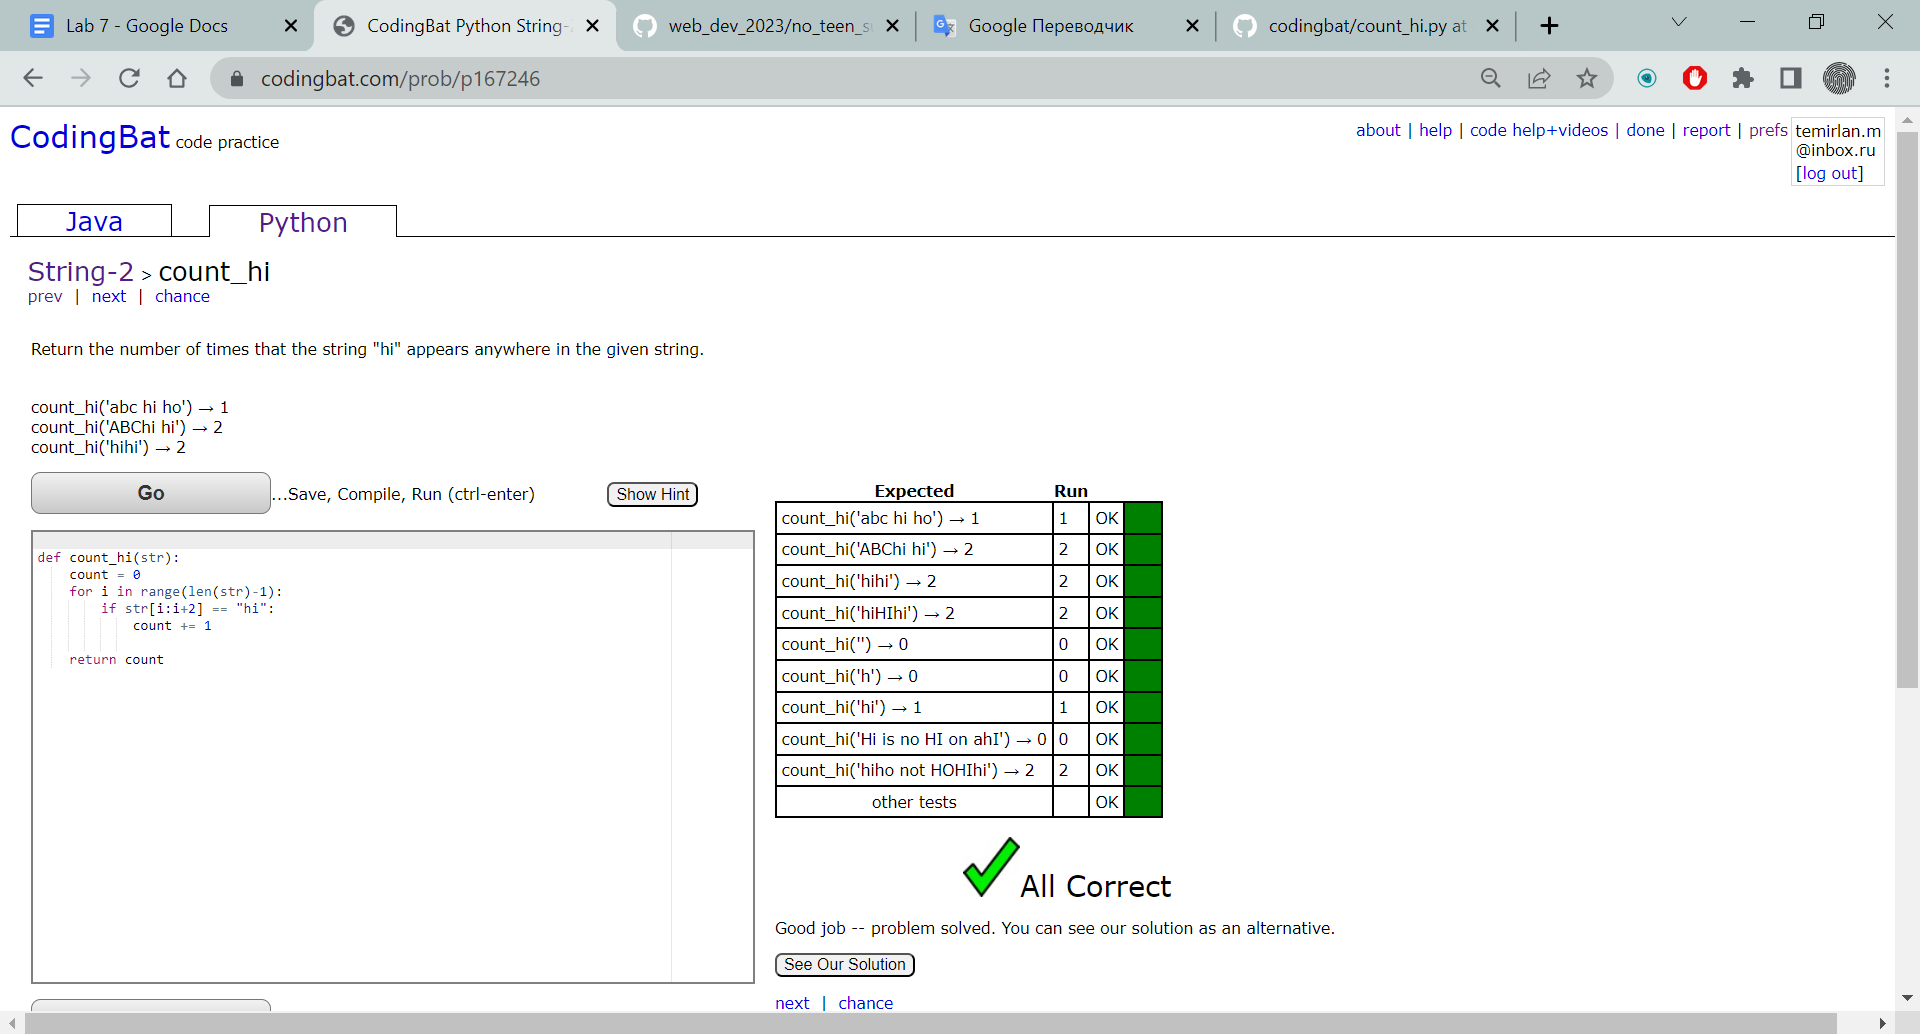 Lab 7 - Google Docs
CodingBat Python String-
web_dev_2023/no_teen_s
Google Переводчик
codingbat/count_hi.py at
codingbat.com/prob/p167246
CodingBat code practice
about | help | code help+videos | done | report | prefs
temirlan.m
@inbox.ru
[log out]
Java
Python
String-2 > count_hi
prev | next | chance
Return the number of times that the string "hi" appears anywhere in the given string.
count_hi('abc hi ho') → 1
count_hi('ABChi hi') → 2
count_hi('hihi') → 2
Go
...Save, Compile, Run (ctrl-enter)
Show Hint
def count_hi(str):
    count = 0
    for i in range(len(str)-1):
        if str[i:i+2] == "hi":
            count += 1
    return count
Expected Run
count_hi('abc hi ho') → 1 1 OK
count_hi('ABChi hi') → 2 2 OK
count_hi('hihi') → 2 2 OK
count_hi('hiHIhi') → 2 2 OK
count_hi('') → 0 0 OK
count_hi('h') → 0 0 OK
count_hi('hi') → 1 1 OK
count_hi('Hi is no HI on ahI') → 0 0 OK
count_hi('hiho not HOHIhi') → 2 2 OK
other tests OK
All Correct
Good job -- problem solved. You can see our solution as an alternative.
See Our Solution
next | chance